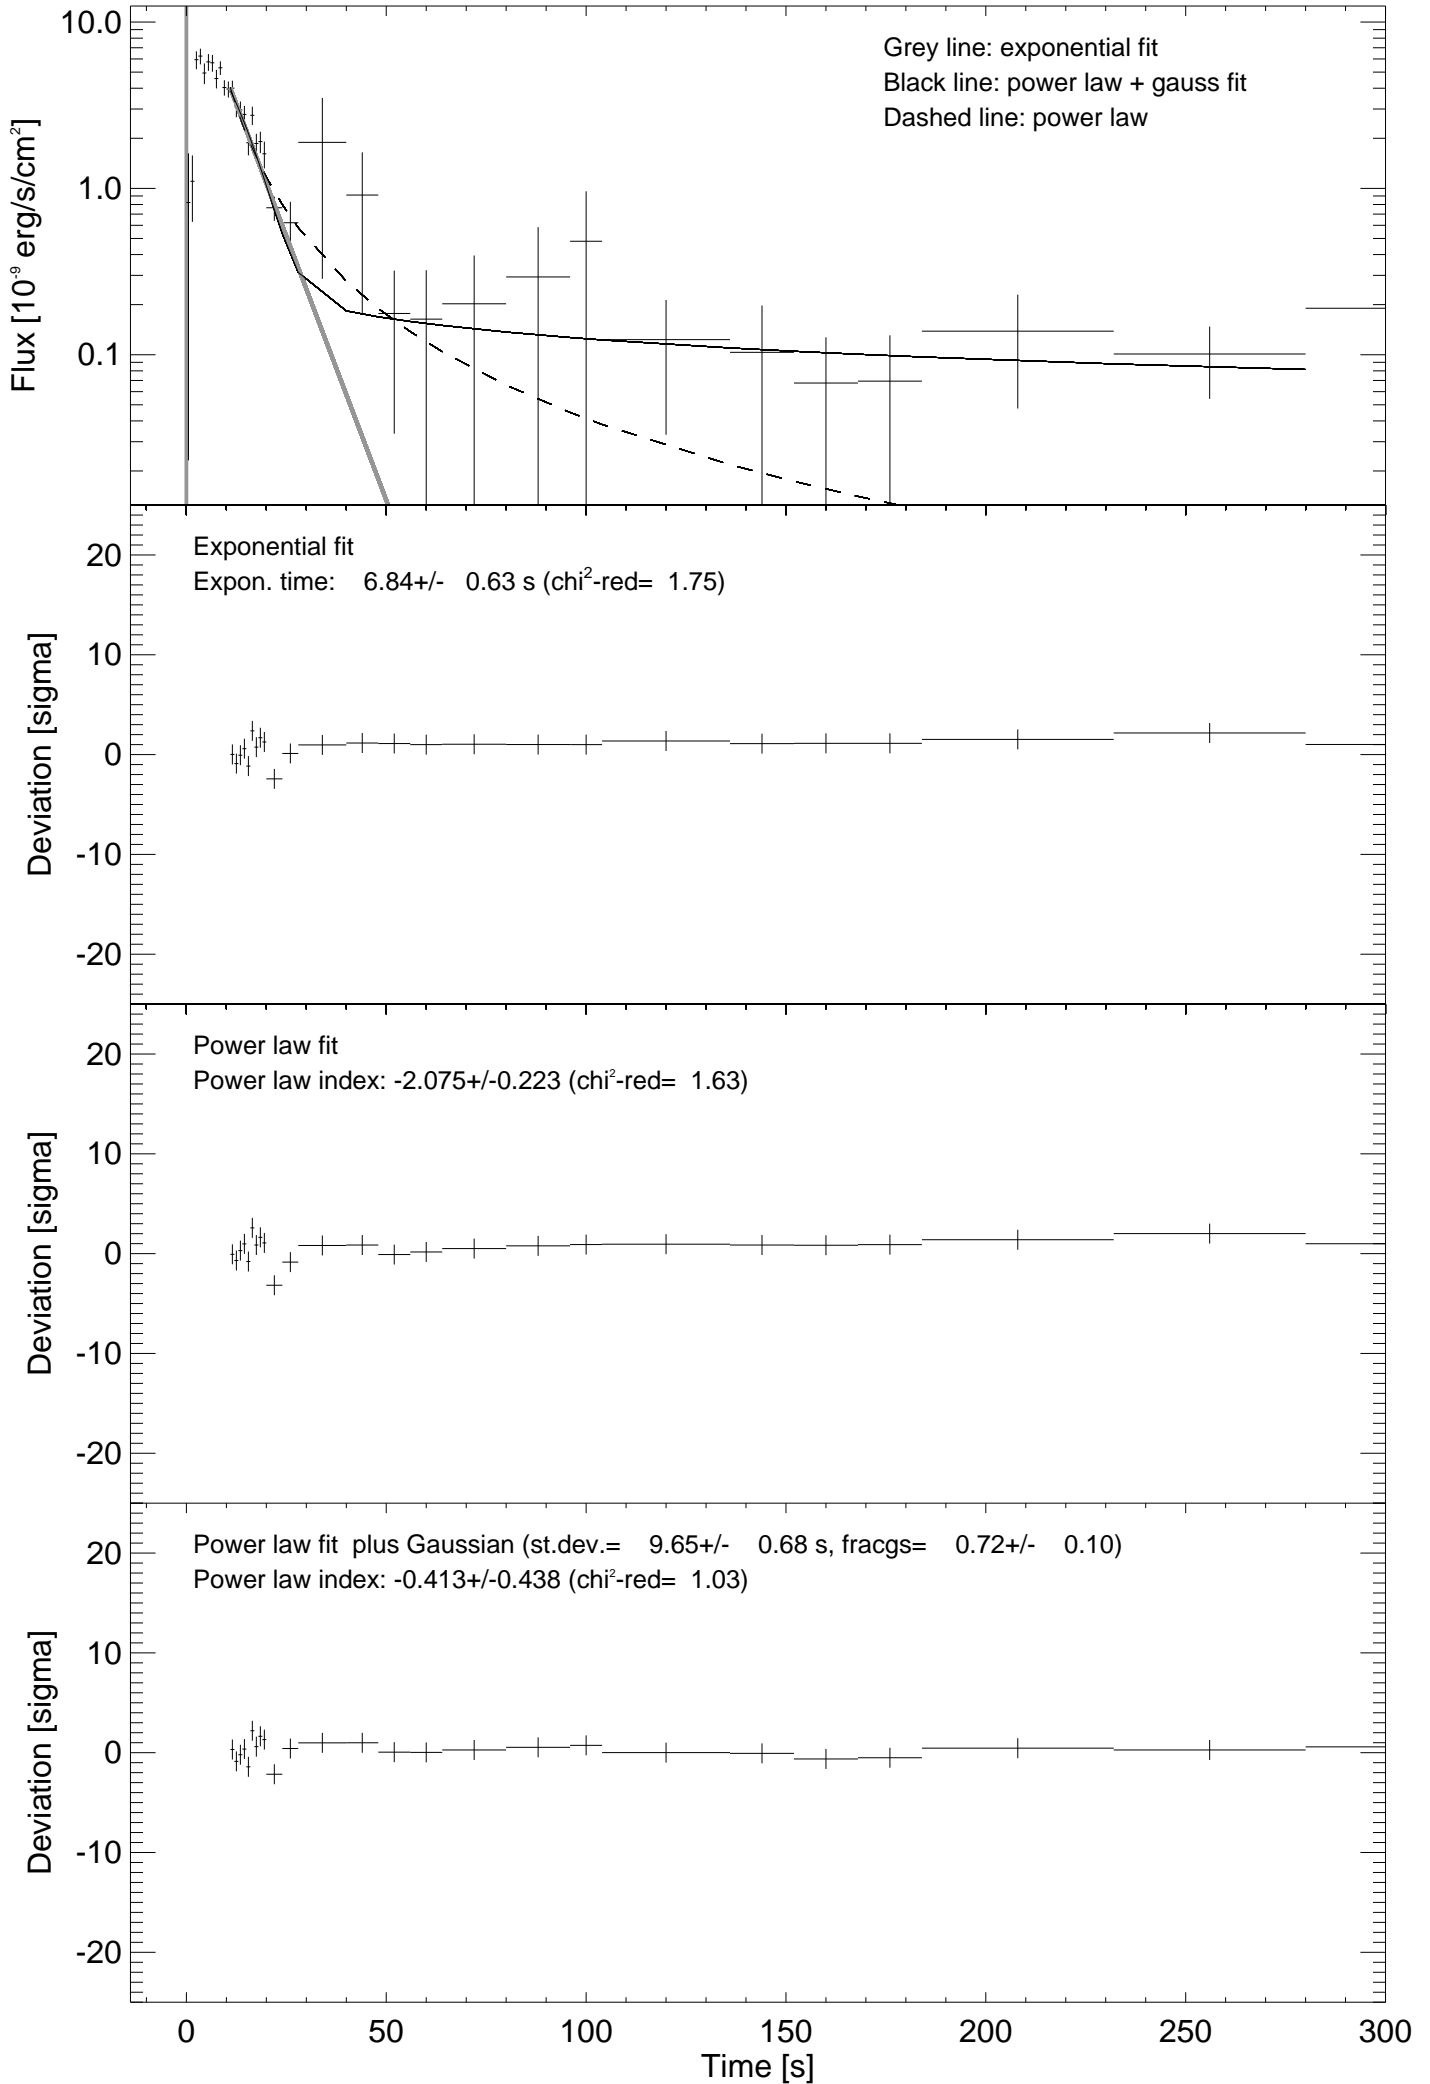 Grey line: exponential fit
Black line: power law + gauss fit
Dashed line: power law
10.0
1.0
0.1
Flux [10⁻⁹ erg/s/cm²]
Exponential fit
Expon. time: 6.84+/- 0.63 s (chi²-red= 1.75)
20
10
0
-10
-20
Deviation [sigma]
Power law fit
Power law index: -2.075+/-0.223 (chi²-red= 1.63)
20
10
0
-10
-20
Deviation [sigma]
Power law fit plus Gaussian (st.dev.= 9.65+/- 0.68 s, fracgs= 0.72+/- 0.10)
Power law index: -0.413+/-0.438 (chi²-red= 1.03)
20
10
0
-10
-20
Deviation [sigma]
0 50 100 150 200 250 300
Time [s]